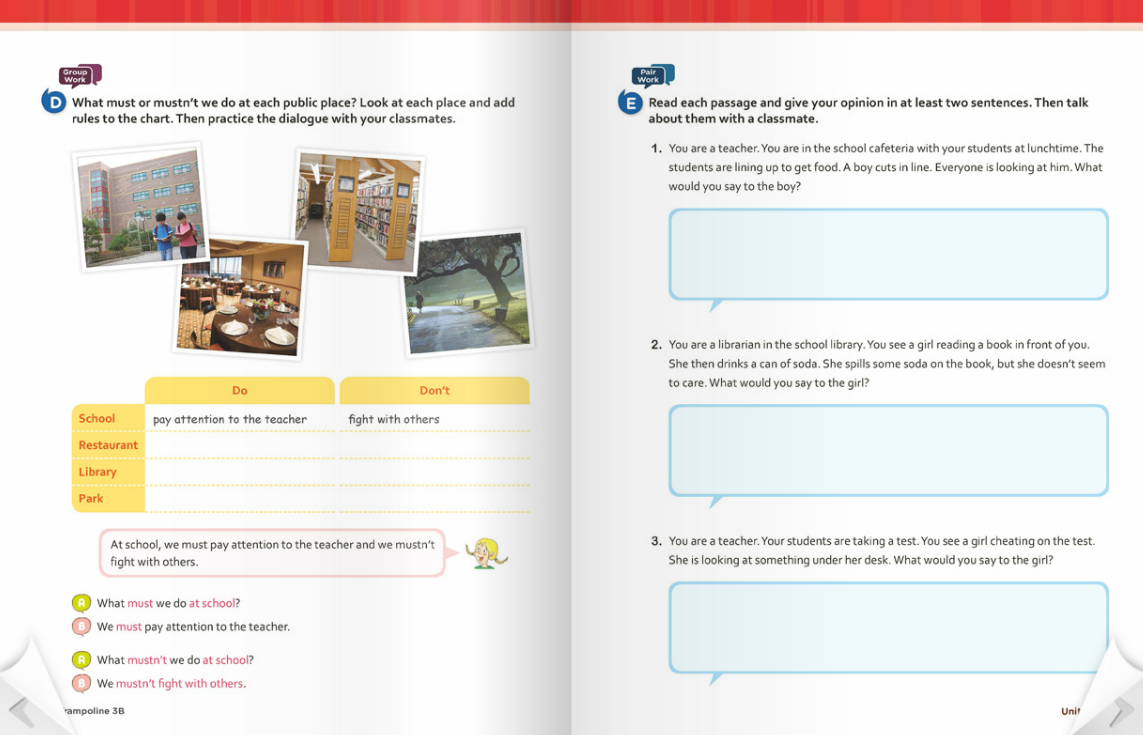 Group
Work
D What must or mustn't we do at each public place? Look at each place and add
rules to the chart. Then practice the dialogue with your classmates.
Do Don't
School pay attention to the teacher fight with others
Restaurant
Library
Park
At school, we must pay attention to the teacher and we mustn't
fight with others.
A What must we do at school?
B We must pay attention to the teacher.
A What mustn't we do at school?
B We mustn't fight with others.
rampoline 3B
Pair
Work
E Read each passage and give your opinion in at least two sentences. Then talk
about them with a classmate.
1. You are a teacher. You are in the school cafeteria with your students at lunchtime. The
students are lining up to get food. A boy cuts in line. Everyone is looking at him. What
would you say to the boy?
2. You are a librarian in the school library. You see a girl reading a book in front of you.
She then drinks a can of soda. She spills some soda on the book, but she doesn't seem
to care. What would you say to the girl?
3. You are a teacher. Your students are taking a test. You see a girl cheating on the test.
She is looking at something under her desk. What would you say to the girl?
Unit